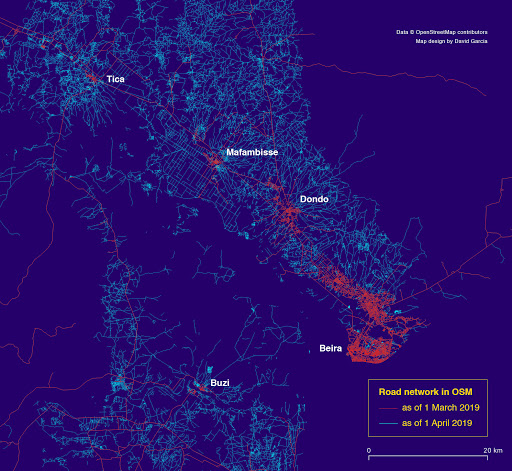 Data © OpenStreetMap contributors
Map design by David Garcia
Tica
Mafambisse
Dondo
Beira
Buzi
Road network in OSM
as of 1 March 2019
as of 1 April 2019
0
20 km